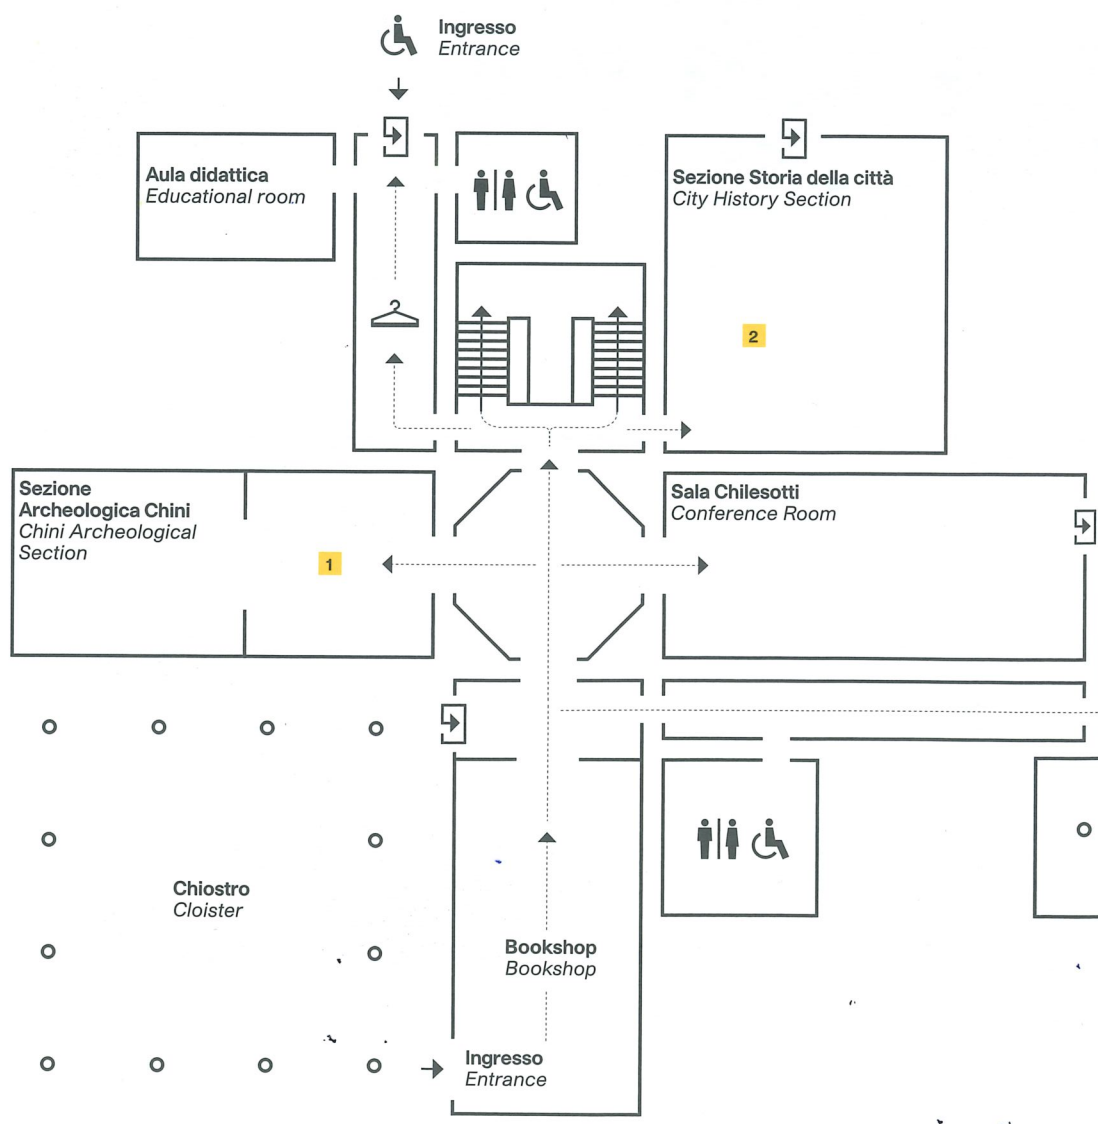 Ingresso
Entrance
Aula didattica
Educational room
Sezione Storia della città
City History Section
2
Sezione
Archeologica Chini
Chini Archeological
Section
1
Sala Chilesotti
Conference Room
Chiostro
Cloister
Bookshop
Bookshop
Ingresso
Entrance